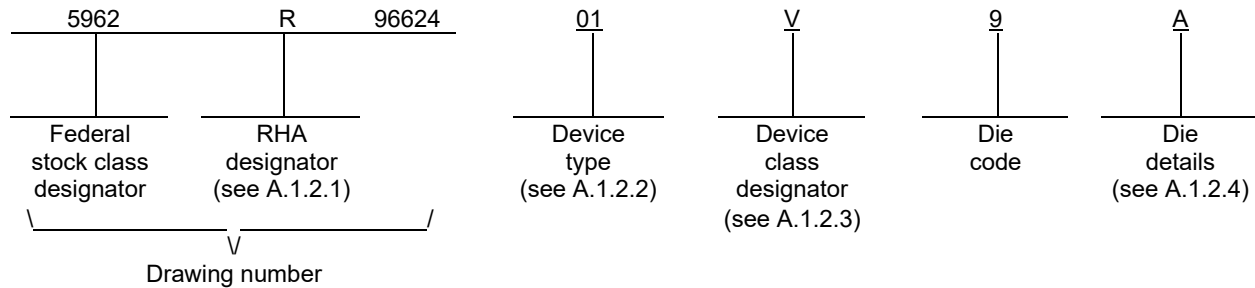 5962 R 96624 01 V 9 A
Federal RHA Device Device Die Die
stock class designator type class code details
designator (see A.1.2.1) (see A.1.2.2) designator (see A.1.2.4)
(see A.1.2.3)
\ /
\/
Drawing number